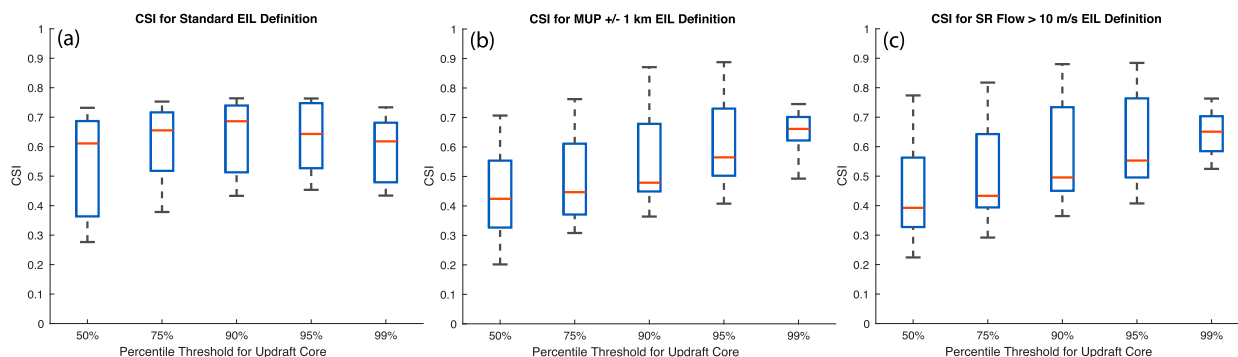 CSI for Standard EIL Definition
(a)
1
0.9
0.8
0.7
0.6
0.5
0.4
0.3
0.2
0.1
0
CSI
50% 75% 90% 95% 99%
Percentile Threshold for Updraft Core
CSI for MUP +/- 1 km EIL Definition
(b)
1
0.9
0.8
0.7
0.6
0.5
0.4
0.3
0.2
0.1
0
CSI
50% 75% 90% 95% 99%
Percentile Threshold for Updraft Core
CSI for SR Flow > 10 m/s EIL Definition
(c)
1
0.9
0.8
0.7
0.6
0.5
0.4
0.3
0.2
0.1
0
CSI
50% 75% 90% 95% 99%
Percentile Threshold for Updraft Core